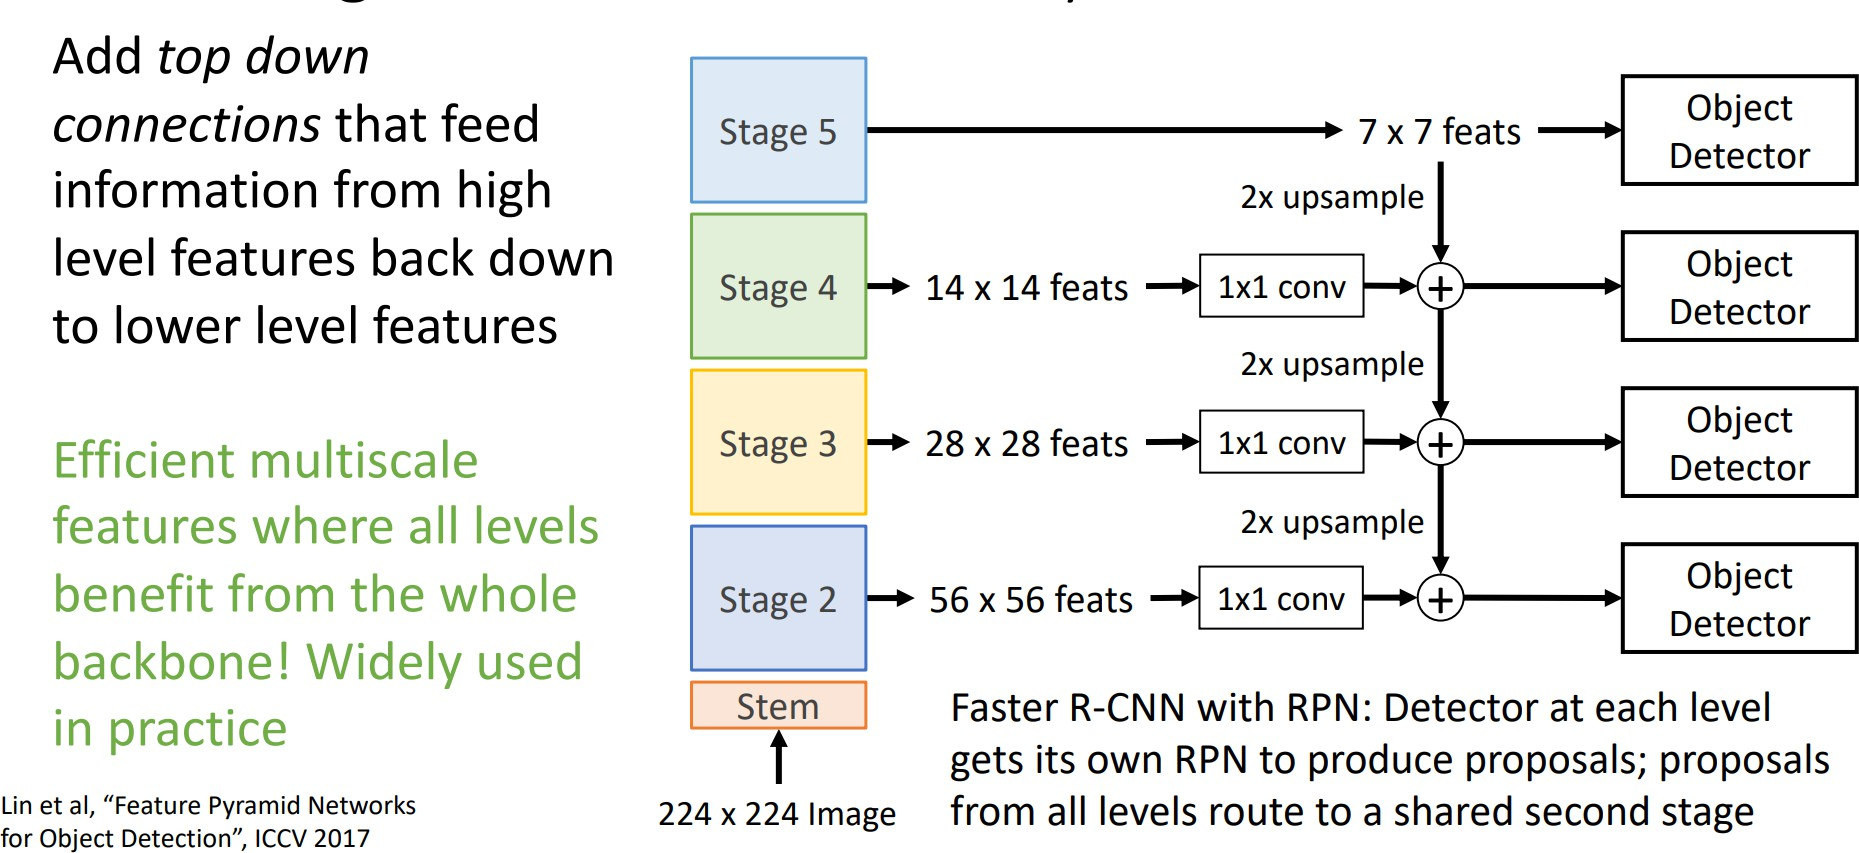 Add top down
connections that feed
information from high
level features back down
to lower level features
Efficient multiscale
features where all levels
benefit from the whole
backbone! Widely used
in practice
Lin et al, “Feature Pyramid Networks
for Object Detection”, ICCV 2017
Stage 5
7 x 7 feats
Object
Detector
2x upsample
Stage 4
14 x 14 feats
1x1 conv
+
Object
Detector
2x upsample
Stage 3
28 x 28 feats
1x1 conv
+
Object
Detector
2x upsample
Stage 2
56 x 56 feats
1x1 conv
+
Object
Detector
Stem
224 x 224 Image
Faster R-CNN with RPN: Detector at each level
gets its own RPN to produce proposals; proposals
from all levels route to a shared second stage